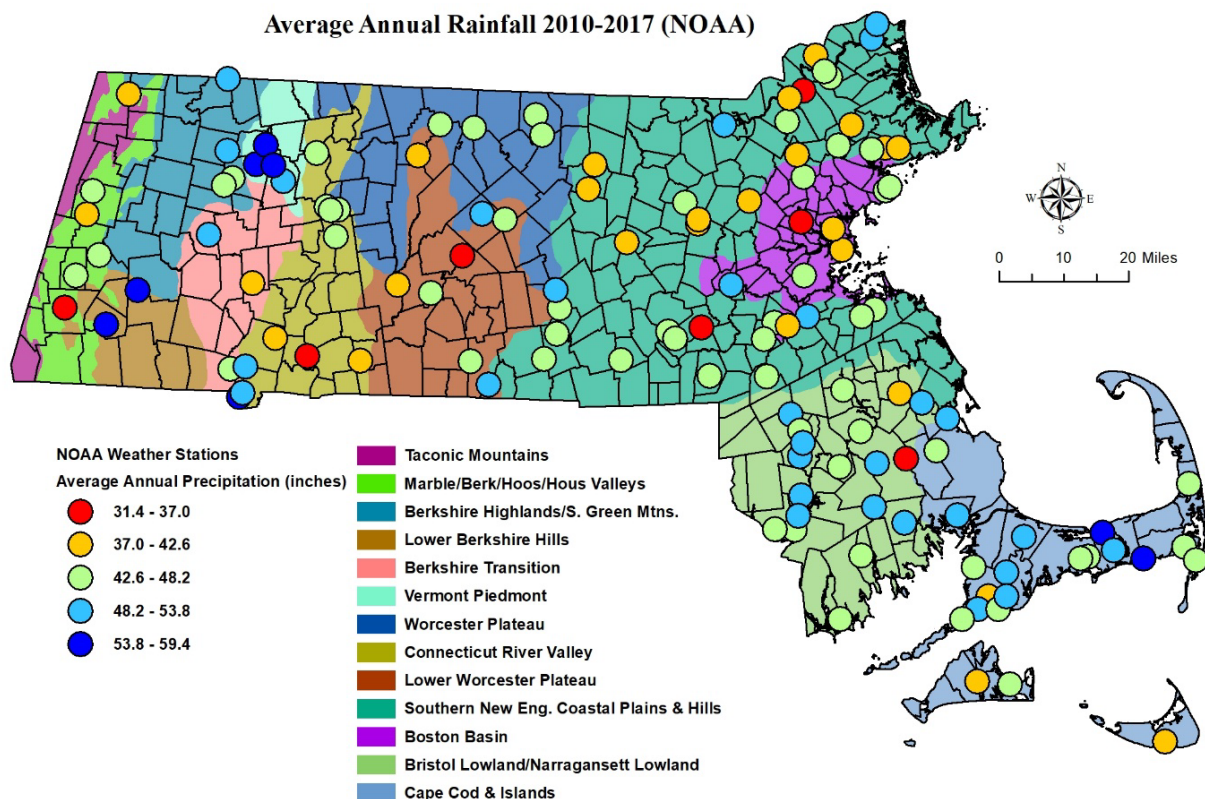 Average Annual Rainfall 2010-2017 (NOAA)
N
W E
S
0 10 20 Miles
NOAA Weather Stations
Average Annual Precipitation (inches)
31.4 - 37.0
37.0 - 42.6
42.6 - 48.2
48.2 - 53.8
53.8 - 59.4
Taconic Mountains
Marble/Berk/Hoos/Hous Valleys
Berkshire Highlands/S. Green Mtns.
Lower Berkshire Hills
Berkshire Transition
Vermont Piedmont
Worcester Plateau
Connecticut River Valley
Lower Worcester Plateau
Southern New Eng. Coastal Plains & Hills
Boston Basin
Bristol Lowland/Narragansett Lowland
Cape Cod & Islands